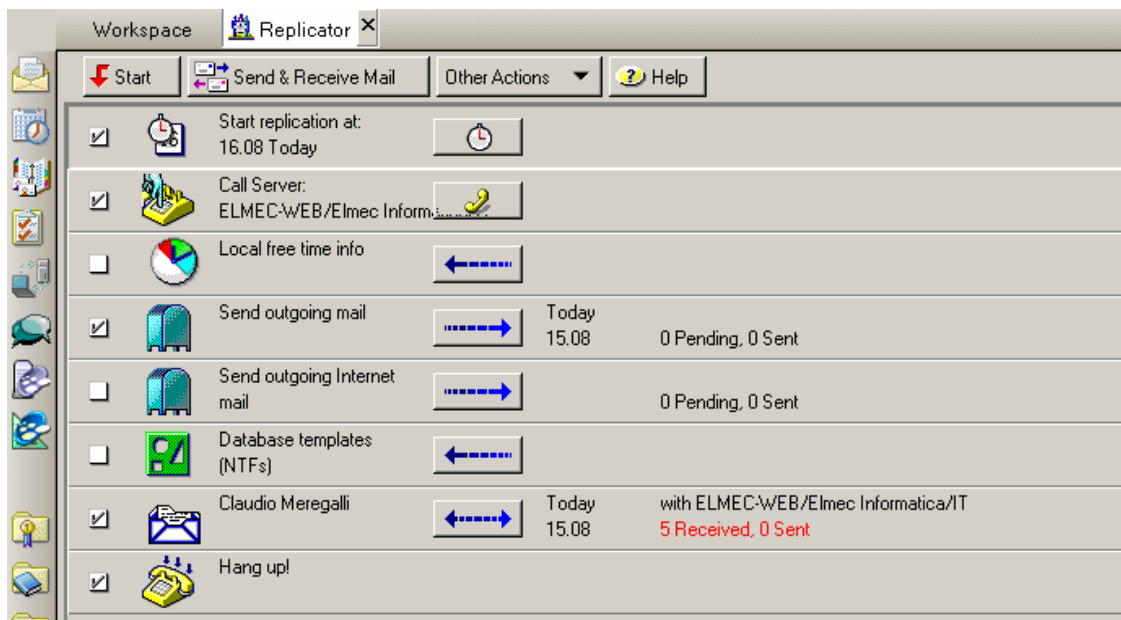 Workspace
Replicator
Start
Send & Receive Mail
Other Actions
Help
Start replication at:
16.08 Today
Call Server:
ELMEC-WEB/Elmec
Local free time info
Send outgoing mail
Today
15.08
0 Pending, 0 Sent
Send outgoing Internet
mail
0 Pending, 0 Sent
Database templates
(NTFs)
Claudio Meregalli
Today
with ELMEC-WEB/Elmec Informatica/IT
15.08
5 Received, 0 Sent
Hang up!